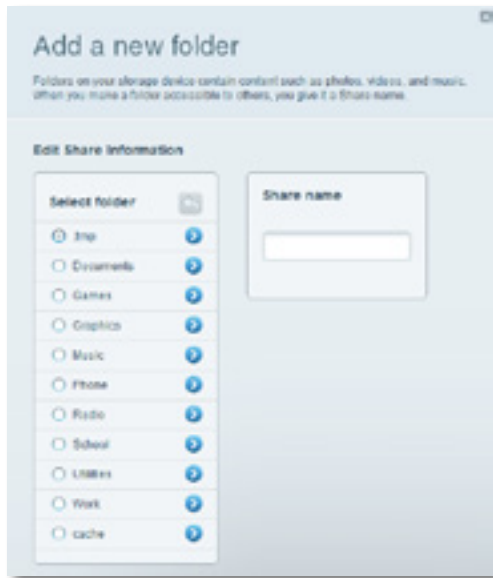 Add a new folder
Folders on your storage device contain content such as photos, videos, and music.
When you make a folder accessible to others, you give it a Share name.
Edit Share Information
Select folder
Share name
.tmp
Documents
Games
Graphics
Music
Phone
Radio
School
Utilities
Work
cache